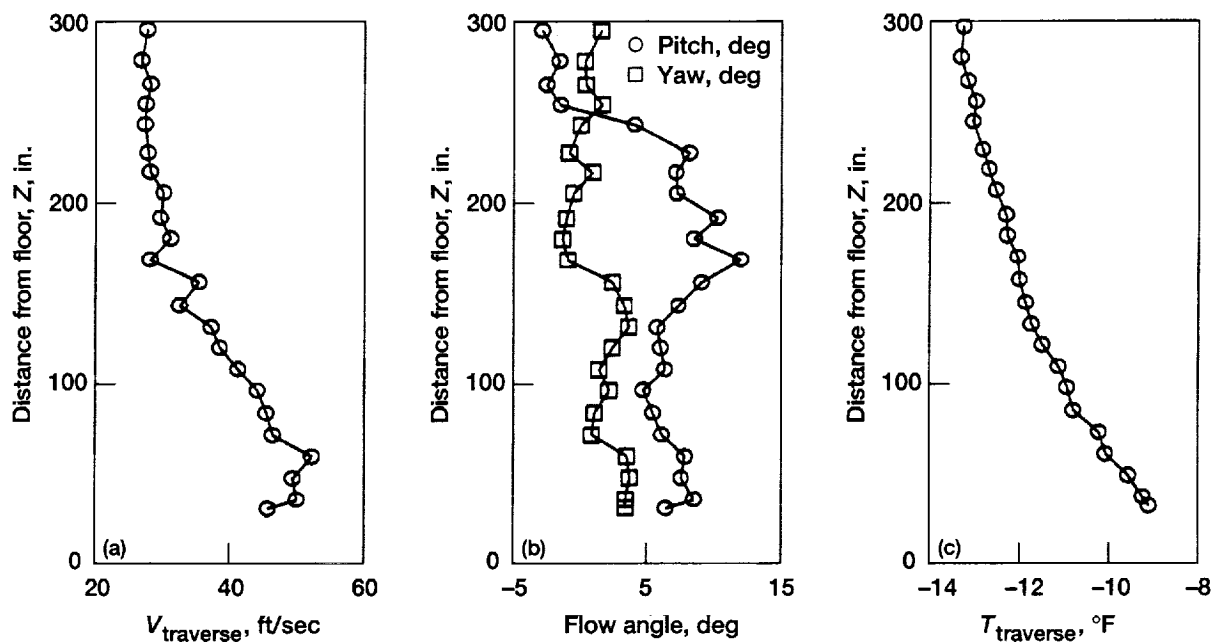 300
200
100
0
Distance from floor, Z, in.
(a)
20
40
60
V traverse, ft/sec
300
200
100
0
Distance from floor, Z, in.
Pitch, deg
Yaw, deg
(b)
–5
5
15
Flow angle, deg
300
200
100
0
Distance from floor, Z, in.
(c)
–14
–12
–10
–8
T traverse, °F